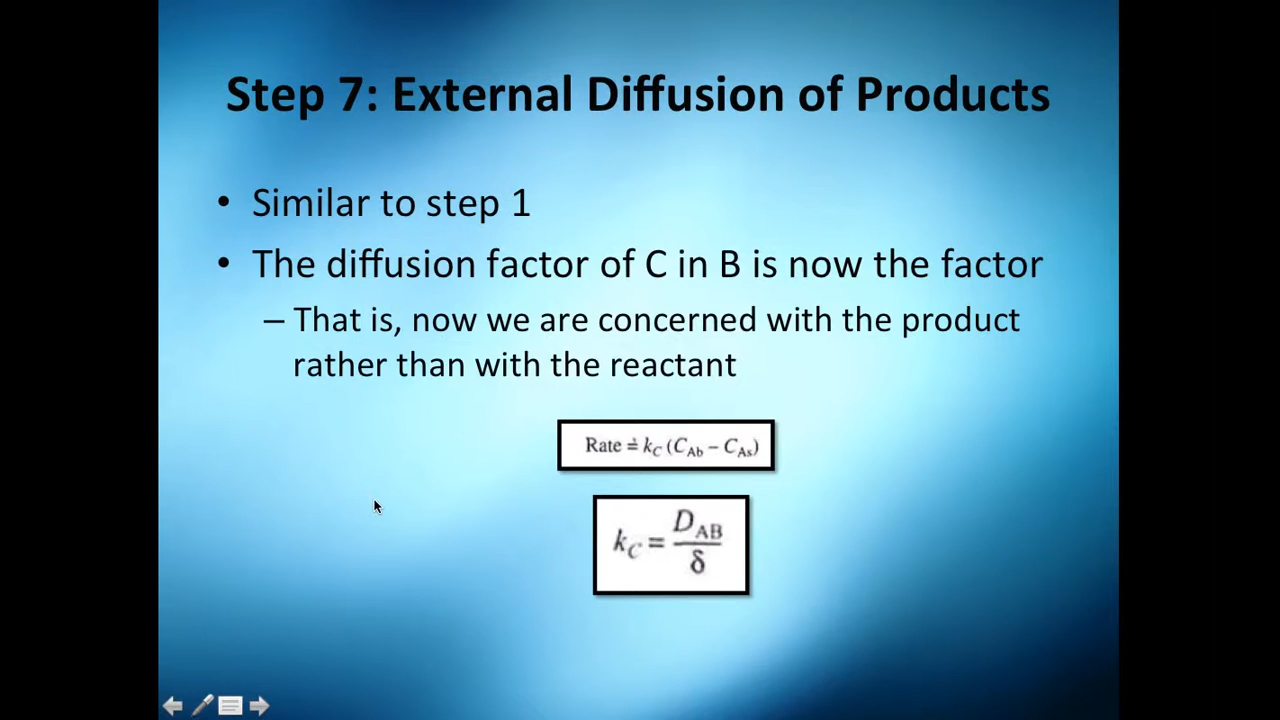 Step 7: External Diffusion of Products
• Similar to step 1
• The diffusion factor of C in B is now the factor
– That is, now we are concerned with the product
rather than with the reactant
Rate = k_C (C_Ab – C_As)
k_C = D_AB / δ